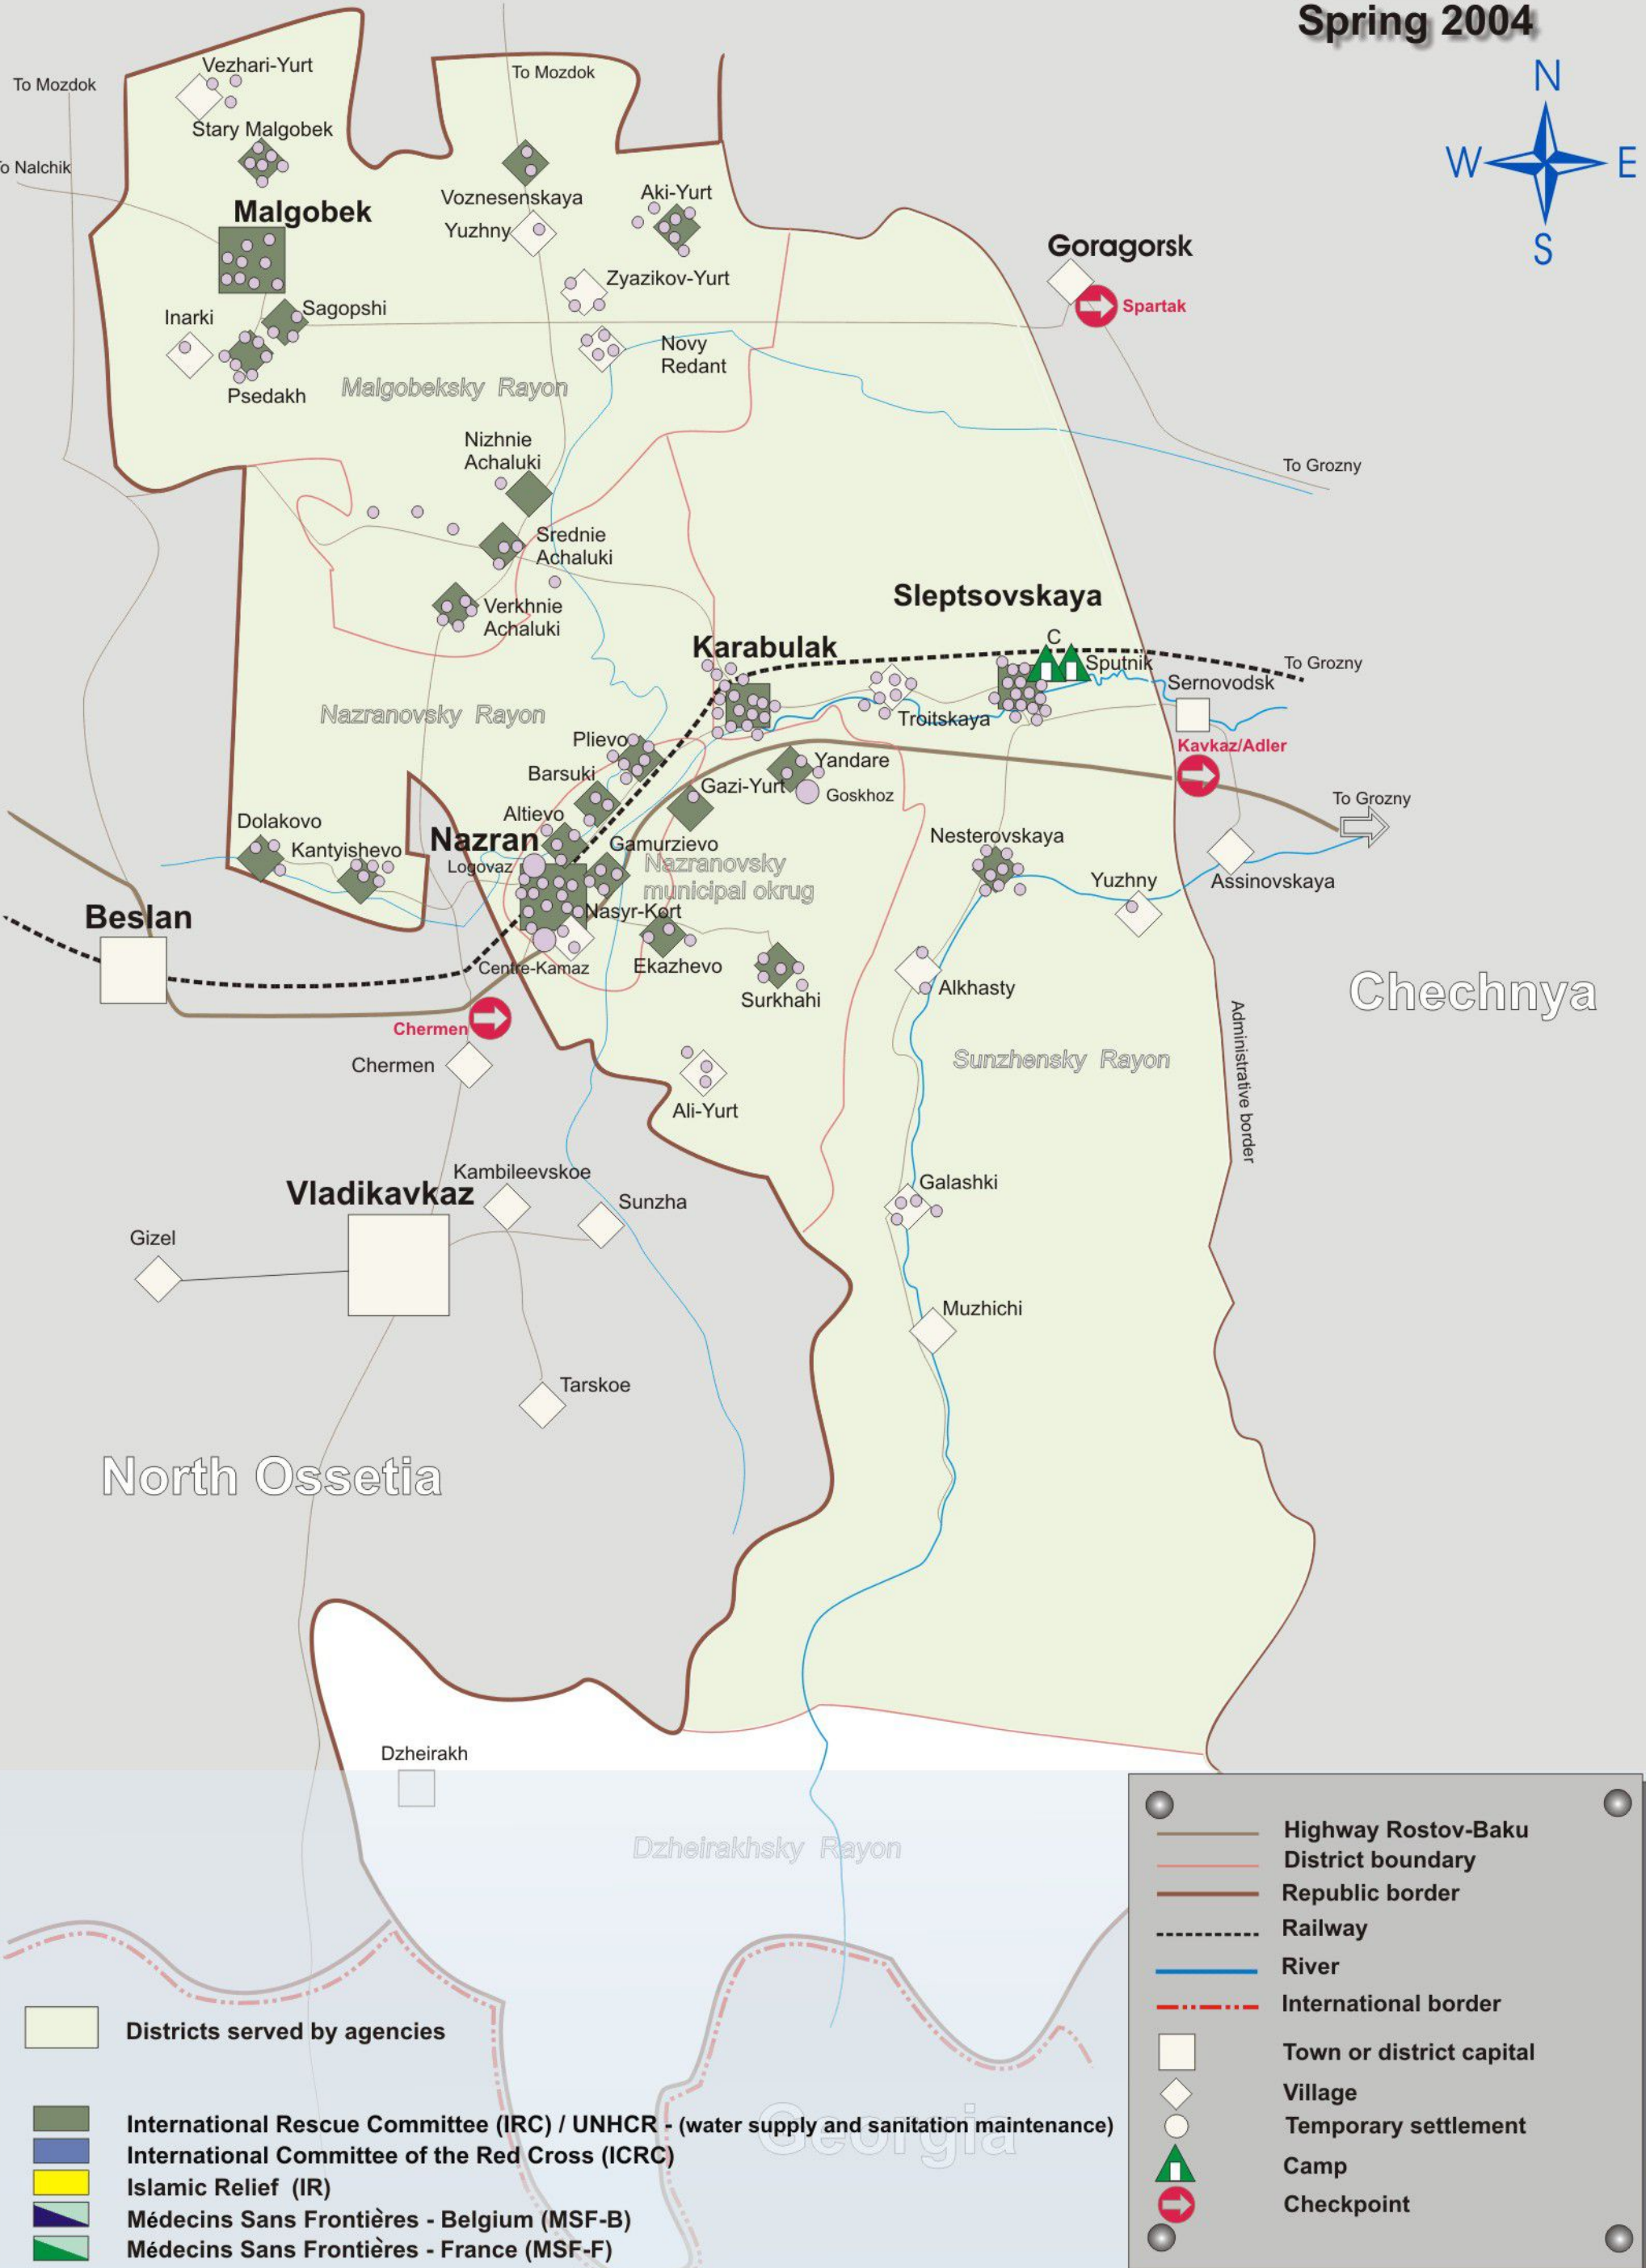 Spring 2004
N
W E
S
To Mozdok
To Mozdok
To Nalchik
Vezhari-Yurt
Stary Malgobek
Malgobek
Voznesenskaya
Yuzhny
Aki-Yurt
Zyazikov-Yurt
Goragorsk
Spartak
Inarki
Sagopshi
Novy
Redant
Psedakh
Malgobeksky Rayon
Nizhnie
Achaluki
To Grozny
Srednie
Achaluki
Verkhnie
Achaluki
Sleptsovskaya
Karabulak
C
Sputnik
To Grozny
Sernovodsk
Nazranovsky Rayon
Troitskaya
Plievo
Kavkaz/Adler
Barsuki
Yandare
Gazi-Yurt
Goskhoz
To Grozny
Altievo
Dolakovo
Nazran
Gamurzievo
Nesterovskaya
Kantyishevo
Logovaz
Nazranovsky
municipal okrug
Yuzhny
Assinovskaya
Beslan
Nasyr-Kort
Centre-Kamaz
Ekazhevo
Surkhahi
Alkhasty
Chechnya
Chermen
Chermen
Sunzhensky Rayon
Administrative border
Ali-Yurt
Kambileevskoe
Vladikavkaz
Sunzha
Galashki
Gizel
Muzhichi
Tarskoe
North Ossetia
Dzheirakh
Dzheirakhsky Rayon
Georgia
Highway Rostov-Baku
District boundary
Republic border
Railway
River
International border
Town or district capital
Village
Temporary settlement
Camp
Checkpoint
Districts served by agencies
International Rescue Committee (IRC) / UNHCR - (water supply and sanitation maintenance)
International Committee of the Red Cross (ICRC)
Islamic Relief (IR)
Médecins Sans Frontières - Belgium (MSF-B)
Médecins Sans Frontières - France (MSF-F)